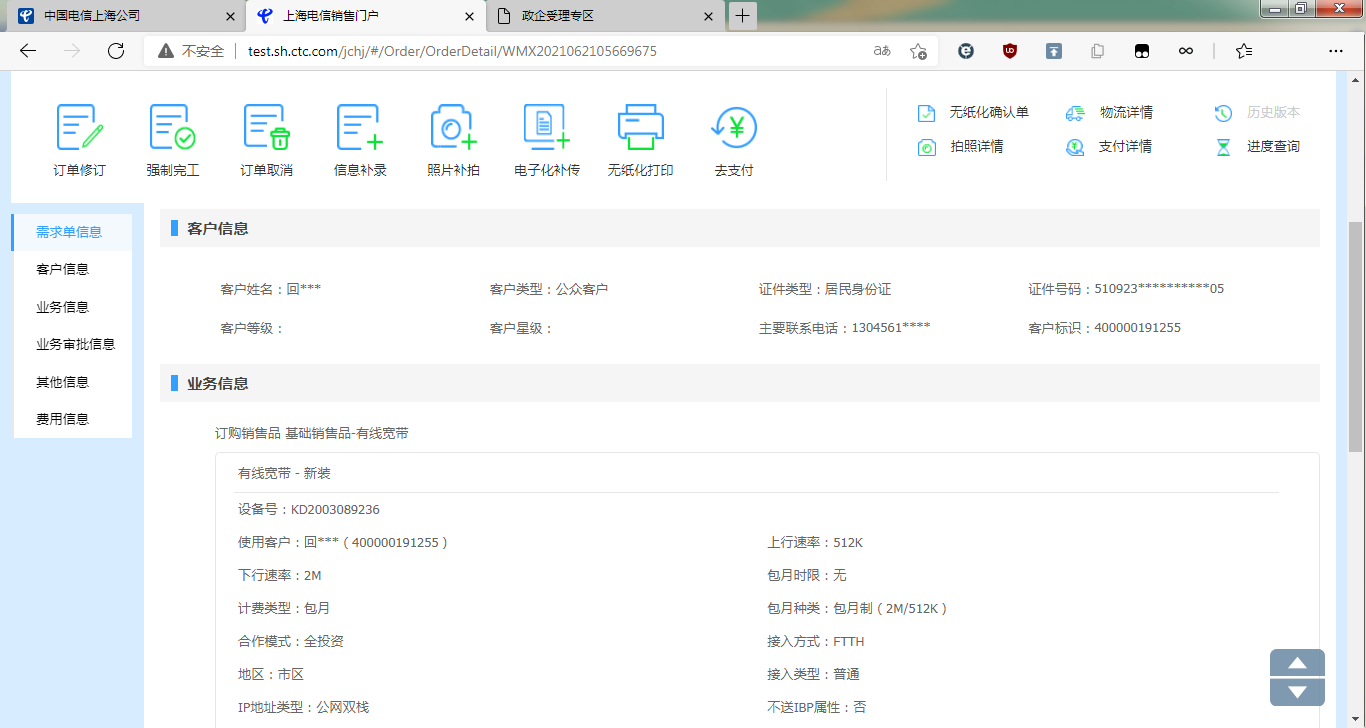 中国电信上海公司
上海电信销售门户
政企受理专区
不安全 test.sh.ctc.com/jchj/#/Order/OrderDetail/WMX2021062105669675
订单修订 强制完工 订单取消 信息补录 照片补拍 电子化补传 无纸化打印 去支付
无纸化确认单 物流详情 历史版本
拍照详情 支付详情 进度查询
需求单信息
客户信息
业务信息
业务审批信息
其他信息
费用信息
客户信息
客户姓名：回*** 客户类型：公众客户 证件类型：居民身份证 证件号码：510923**********05
客户等级： 客户星级： 主要联系电话：1304561**** 客户标识：400000191255
业务信息
订购销售品 基础销售品-有线宽带
有线宽带 - 新装
设备号：KD2003089236
使用客户：回***（400000191255） 上行速率：512K
下行速率：2M 包月时限：无
计费类型：包月 包月种类：包月制（2M/512K）
合作模式：全投资 接入方式：FTTH
地区：市区 接入类型：普通
IP地址类型：公网双栈 不送IBP属性：否